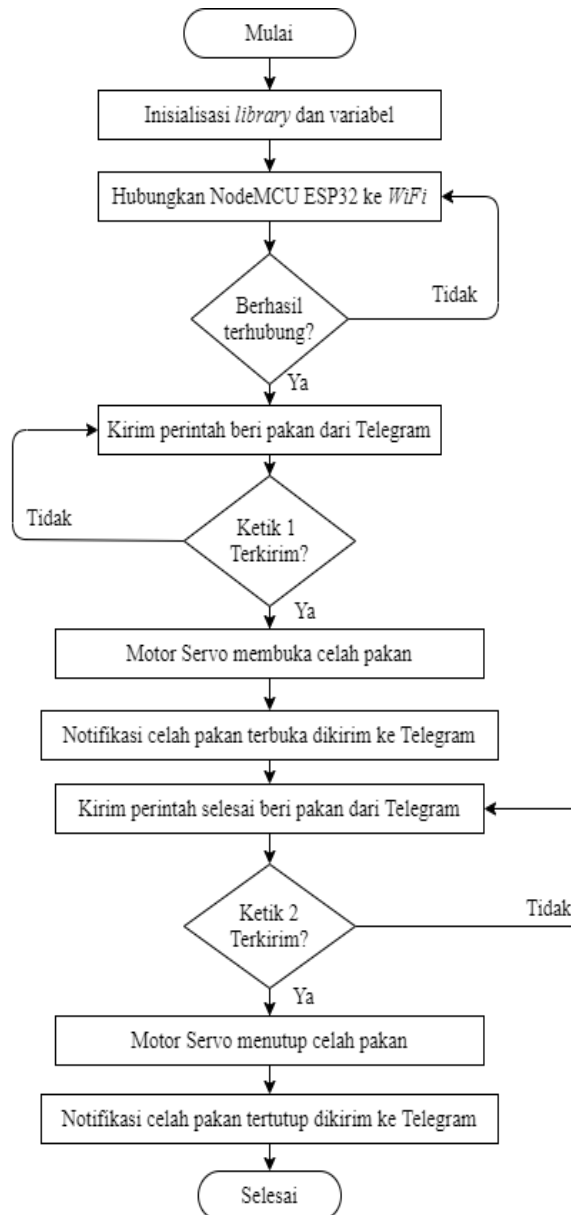 Mulai
Inisialisasi library dan variabel
Hubungkan NodeMCU ESP32 ke WiFi
Berhasil
terhubung?
Tidak
Ya
Kirim perintah beri pakan dari Telegram
Tidak
Ketik 1
Terkirim?
Ya
Motor Servo membuka celah pakan
Notifikasi celah pakan terbuka dikirim ke Telegram
Kirim perintah selesai beri pakan dari Telegram
Ketik 2
Terkirim?
Tidak
Ya
Motor Servo menutup celah pakan
Notifikasi celah pakan tertutup dikirim ke Telegram
Selesai